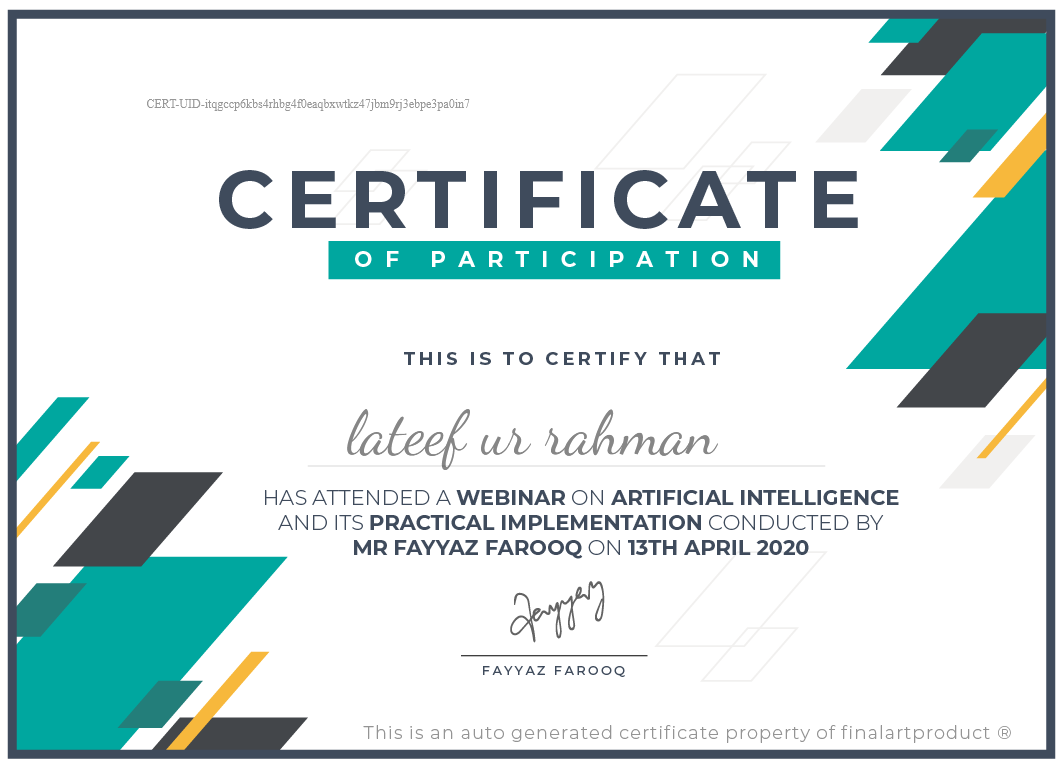 CERT-UID-itqgccp6kbs4rhbg4f0eaqbxwtkz47jbm9rj3ebpe3pa0in7
CERTIFICATE
OF PARTICIPATION
THIS IS TO CERTIFY THAT
lateef ur rahman
HAS ATTENDED A WEBINAR ON ARTIFICIAL INTELLIGENCE
AND ITS PRACTICAL IMPLEMENTATION CONDUCTED BY
MR FAYYAZ FAROOQ ON 13TH APRIL 2020
Fayyaz
FAYYAZ FAROOQ
This is an auto generated certificate property of finalartproduct ®